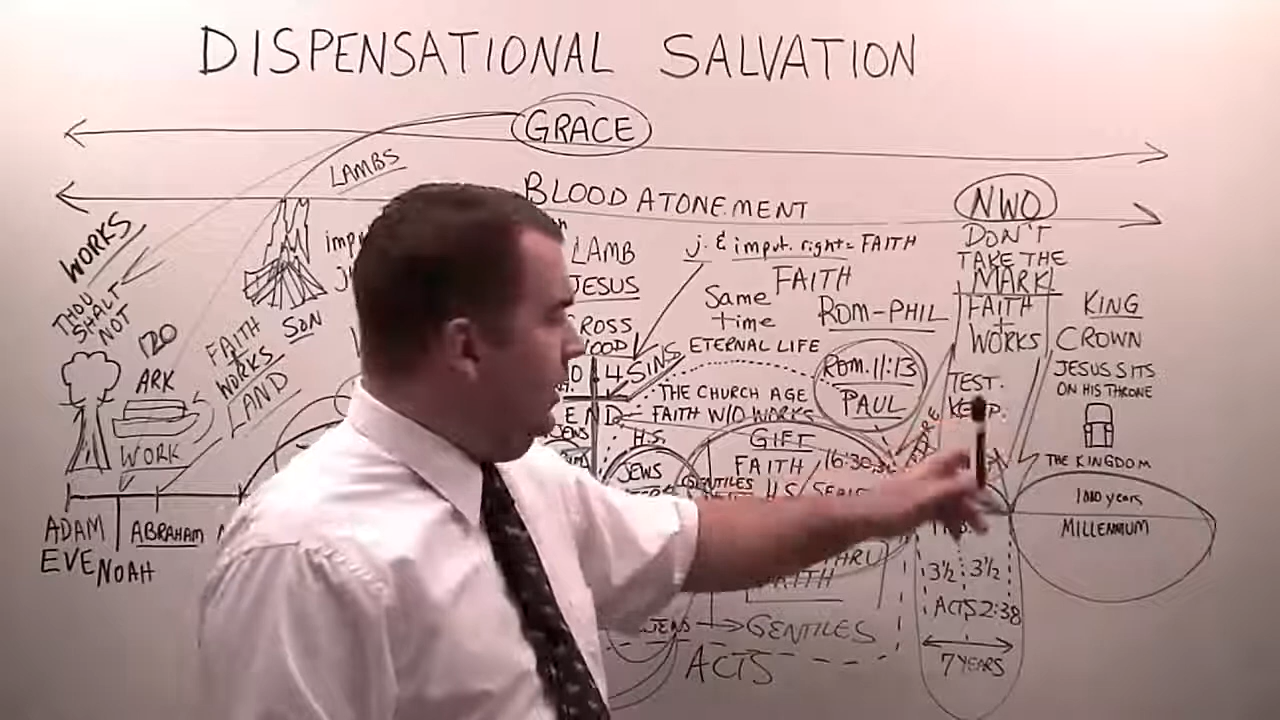 DISPENSATIONAL SALVATION
GRACE
LAMBS
BLOOD ATONEMENT
NWO
DON'T
TAKE THE
MARK!
FAITH
+
WORKS
TEST.
WORKS
THOU
SHALT
NOT
120
ARK
WORK
FAITH
+
WORKS
LAND
SON
LAMB
JESUS
J. & imput. right = FAITH
FAITH
Same
time
ETERNAL LIFE
ROM-PHIL
ROM. 11:13
PAUL
SINS
THE CHURCH AGE
FAITH W/O WORKS
END
H.S.
JEWS
GENTILES
GIFT
FAITH
KING
CROWN
JESUS SITS
ON HIS THRONE
THE KINGDOM
1000 years
MILLENNIUM
ADAM
EVE
NOAH
ABRAHAM
THRU
FAITH
GENTILES
ACTS
3½ 3½
ACTS 2:38
7 YEARS